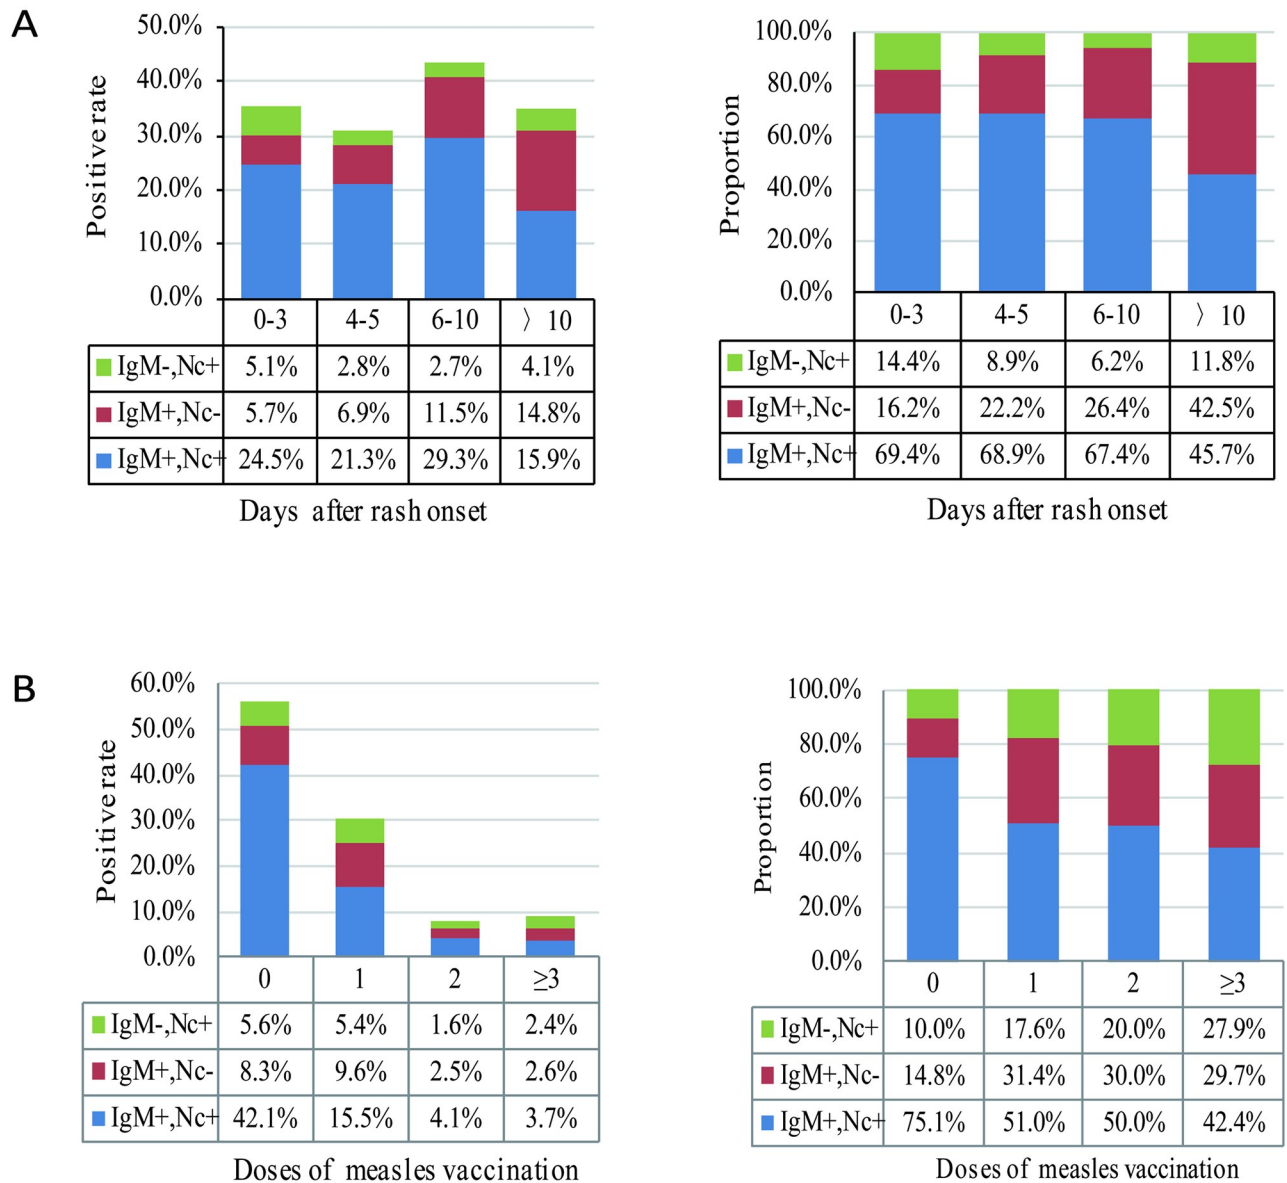 A
50.0%
40.0%
30.0%
20.0%
10.0%
0.0%
Positive rate
0-3 4-5 6-10 〉10
IgM-,Nc+ 5.1% 2.8% 2.7% 4.1%
IgM+,Nc- 5.7% 6.9% 11.5% 14.8%
IgM+,Nc+ 24.5% 21.3% 29.3% 15.9%
Days after rash onset
100.0%
80.0%
60.0%
40.0%
20.0%
0.0%
Proportion
0-3 4-5 6-10 〉10
IgM-,Nc+ 14.4% 8.9% 6.2% 11.8%
IgM+,Nc- 16.2% 22.2% 26.4% 42.5%
IgM+,Nc+ 69.4% 68.9% 67.4% 45.7%
Days after rash onset
B
60.0%
50.0%
40.0%
30.0%
20.0%
10.0%
0.0%
Positive rate
0 1 2 ≥3
IgM-,Nc+ 5.6% 5.4% 1.6% 2.4%
IgM+,Nc- 8.3% 9.6% 2.5% 2.6%
IgM+,Nc+ 42.1% 15.5% 4.1% 3.7%
Doses of measles vaccination
100.0%
80.0%
60.0%
40.0%
20.0%
0.0%
Proportion
0 1 2 ≥3
IgM-,Nc+ 10.0% 17.6% 20.0% 27.9%
IgM+,Nc- 14.8% 31.4% 30.0% 29.7%
IgM+,Nc+ 75.1% 51.0% 50.0% 42.4%
Doses of measles vaccination